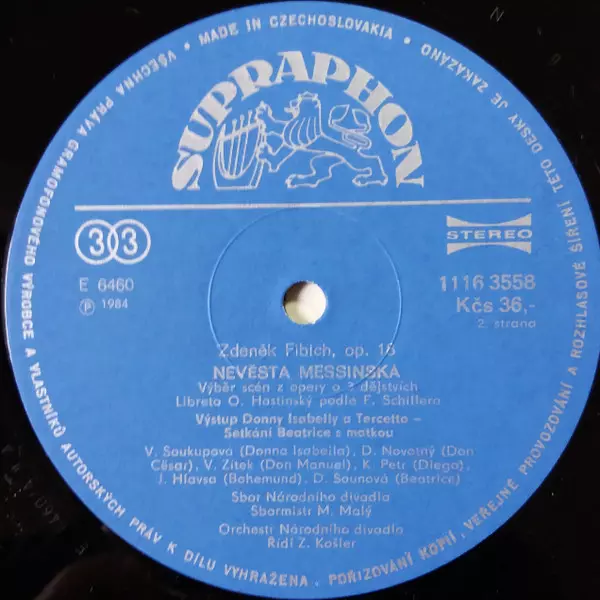 VŠECHNA PRÁVA GRAMOFONOVÉHO VÝROBCE A VLASTNÍKŮ AUTORSKÝCH PRÁV K DÍLU VYHRAŽENA . POŘIZOVÁNÍ KOPIÍ, VEŘEJNÉ PROVOZOVÁNÍ A ROZHLASOVÉ ŠÍŘENÍ TÉTO DESKY JE ZAKÁZÁNO • MADE IN CZECHOSLOVAKIA •
SUPRAPHON
33
STEREO
E 6460
1116 3558
℗ 1984
Kčs 36,-
2. strana
Zdeněk Fibich, op. 18
NEVĚSTA MESSINSKÁ
Výběr scén z opery o 3 dějstvích
Libreto O. Hostinský podle F. Schillera
Výstup Donny Isabelly a Tercetto –
Setkání Beatrice s matkou
V. Soukupová (Donna Isabella), D. Novotný (Don
César), V. Zítek (Don Manuel), K. Petr (Diego),
J. Hlavsa (Bohemund), D. Šounová (Beatrice)
Sbor Národního divadla
Sbormistr M. Malý
Orchestr Národního divadla
Řídí Z. Košler